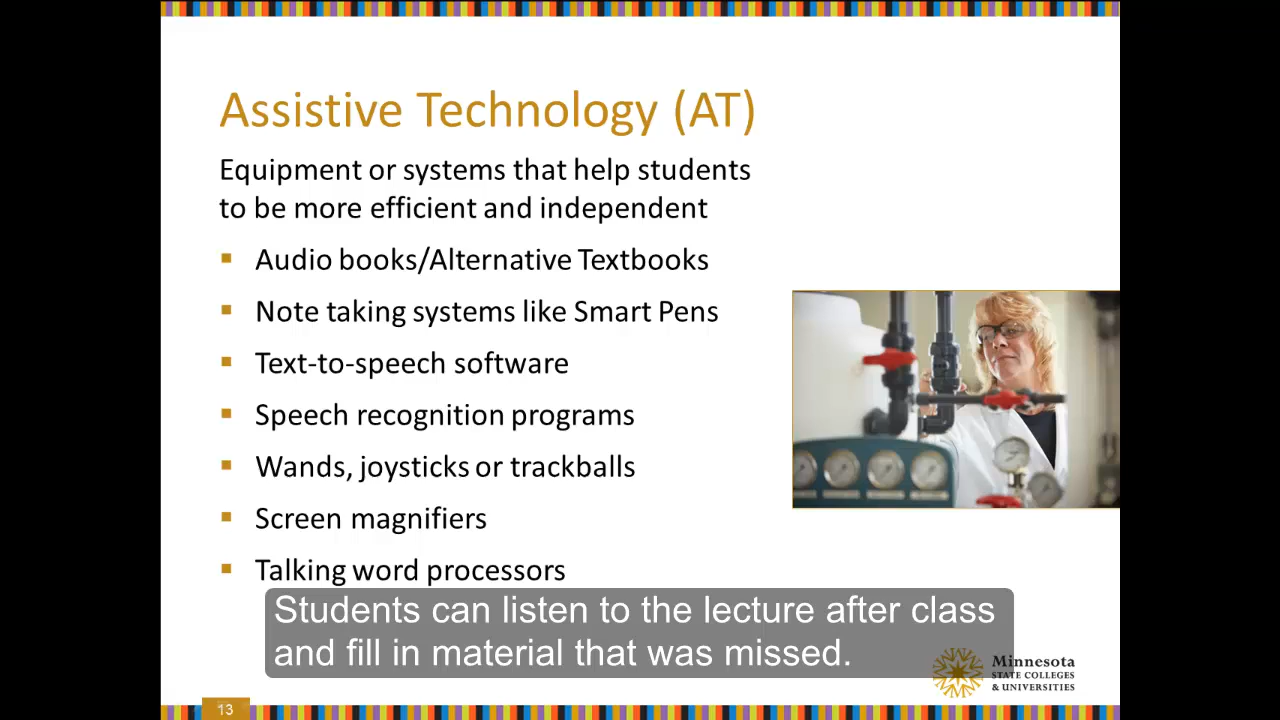 Assistive Technology (AT)
Equipment or systems that help students
to be more efficient and independent
Audio books/Alternative Textbooks
Note taking systems like Smart Pens
Text-to-speech software
Speech recognition programs
Wands, joysticks or trackballs
Screen magnifiers
Talking word processors
Students can listen to the lecture after class
and fill in material that was missed.
Minnesota
STATE COLLEGES
& UNIVERSITIES
13